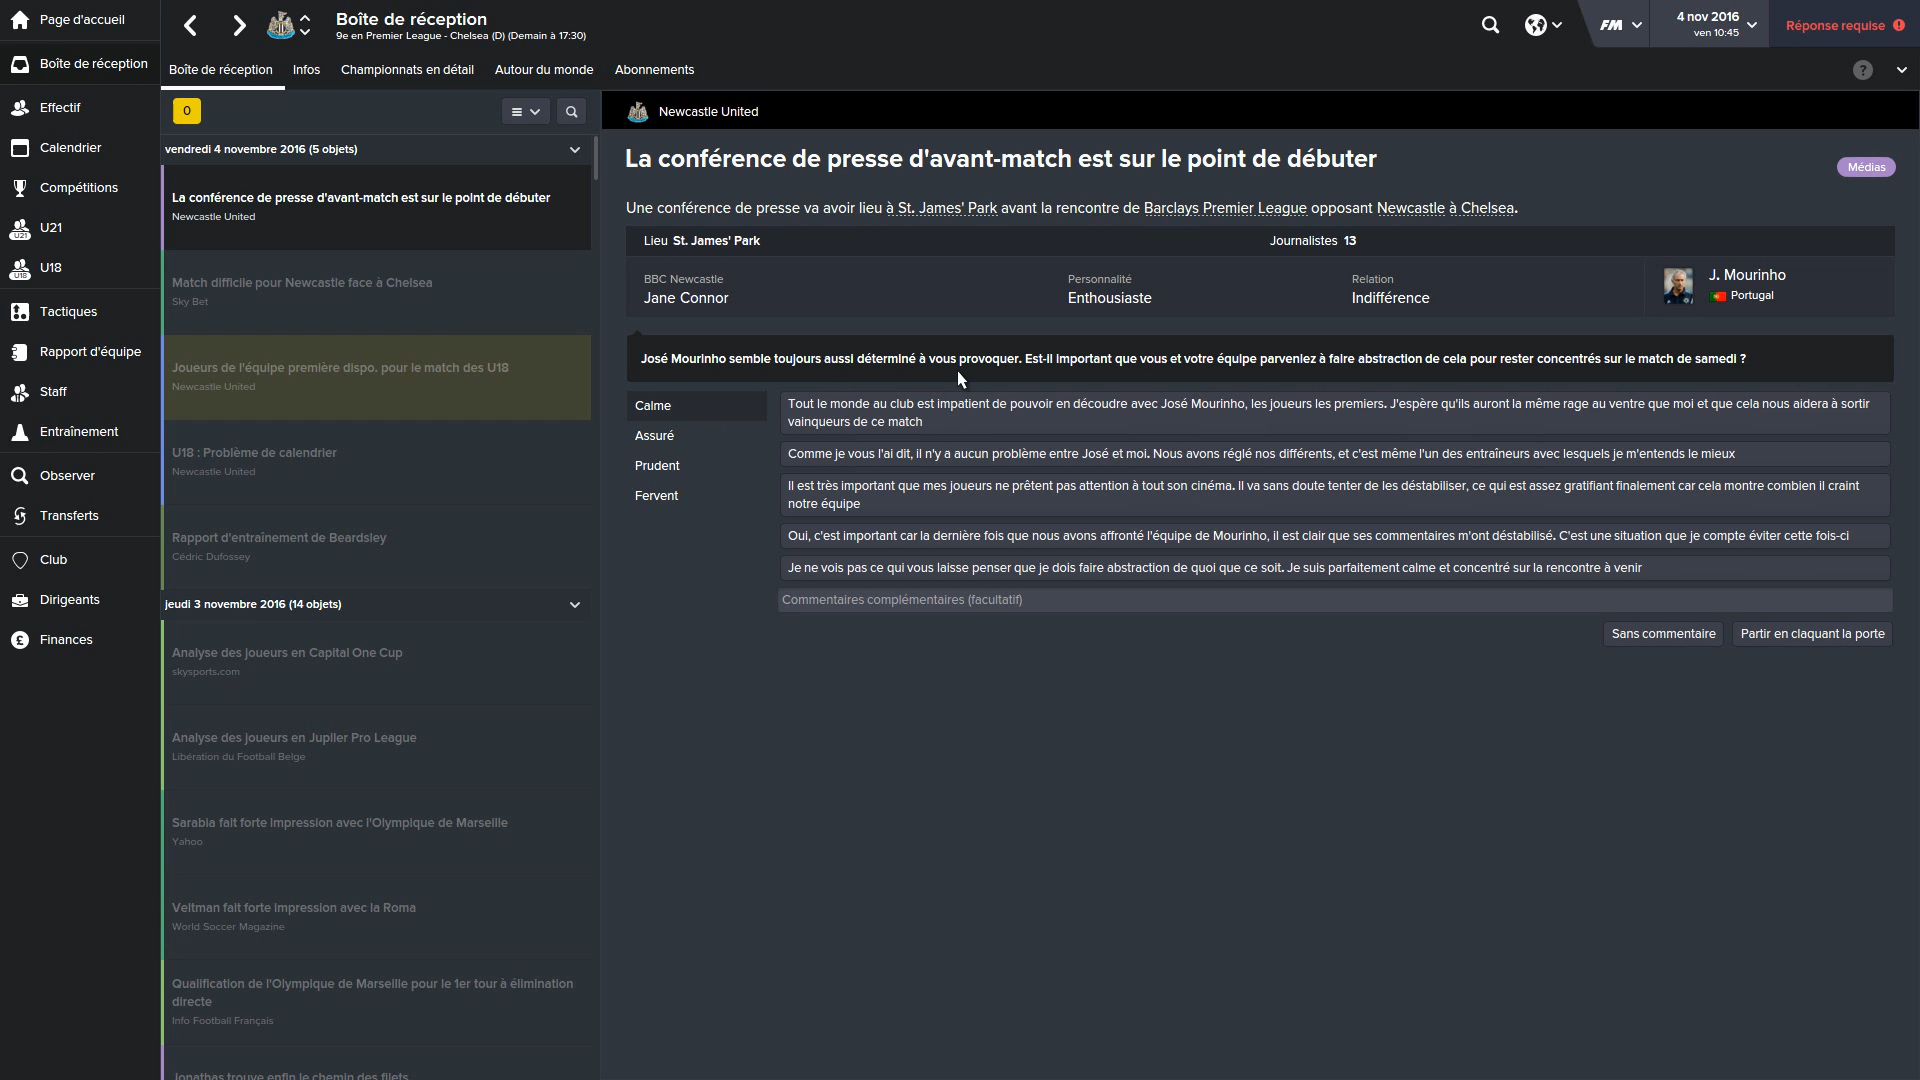 Page d'accueil
Boîte de réception
Effectif
Calendrier
Compétitions
U21
U21
U18
U18
Tactiques
Rapport d'équipe
Staff
Entraînement
Observer
Transferts
Club
Dirigeants
Finances
Boîte de réception
9e en Premier League - Chelsea (D) (Demain à 17:30)
FM
4 nov 2016
ven 10:45
Réponse requise
Boîte de réception Infos Championnats en détail Autour du monde Abonnements
?
0
vendredi 4 novembre 2016 (5 objets)
La conférence de presse d'avant-match est sur le point de débuter
Newcastle United
Match difficile pour Newcastle face à Chelsea
Sky Bet
Joueurs de l'équipe première dispo. pour le match des U18
Newcastle United
U18 : Problème de calendrier
Newcastle United
Rapport d'entraînement de Beardsley
Cédric Dufossey
jeudi 3 novembre 2016 (14 objets)
Analyse des joueurs en Capital One Cup
skysports.com
Analyse des joueurs en Jupiler Pro League
Libération du Football Belge
Sarabia fait forte impression avec l'Olympique de Marseille
Yahoo
Veltman fait forte impression avec la Roma
World Soccer Magazine
Qualification de l'Olympique de Marseille pour le 1er tour à élimination
directe
Info Football Français
Jonathas trouve enfin le chemin des filets
Newcastle United
La conférence de presse d'avant-match est sur le point de débuter
Médias
Une conférence de presse va avoir lieu à St. James' Park avant la rencontre de Barclays Premier League opposant Newcastle à Chelsea.
Lieu St. James' Park Journalistes 13
BBC Newcastle
Jane Connor
Personnalité
Enthousiaste
Relation
Indifférence
J. Mourinho
Portugal
José Mourinho semble toujours aussi déterminé à vous provoquer. Est-il important que vous et votre équipe parveniez à faire abstraction de cela pour rester concentrés sur le match de samedi ?
Calme
Assuré
Prudent
Fervent
Tout le monde au club est impatient de pouvoir en découdre avec José Mourinho, les joueurs les premiers. J'espère qu'ils auront la même rage au ventre que moi et que cela nous aidera à sortir
vainqueurs de ce match
Comme je vous l'ai dit, il n'y a aucun problème entre José et moi. Nous avons réglé nos différents, et c'est même l'un des entraîneurs avec lesquels je m'entends le mieux
Il est très important que mes joueurs ne prêtent pas attention à tout son cinéma. Il va sans doute tenter de les déstabiliser, ce qui est assez gratifiant finalement car cela montre combien il craint
notre équipe
Oui, c'est important car la dernière fois que nous avons affronté l'équipe de Mourinho, il est clair que ses commentaires m'ont déstabilisé. C'est une situation que je compte éviter cette fois-ci
Je ne vois pas ce qui vous laisse penser que je dois faire abstraction de quoi que ce soit. Je suis parfaitement calme et concentré sur la rencontre à venir
Commentaires complémentaires (facultatif)
Sans commentaire Partir en claquant la porte